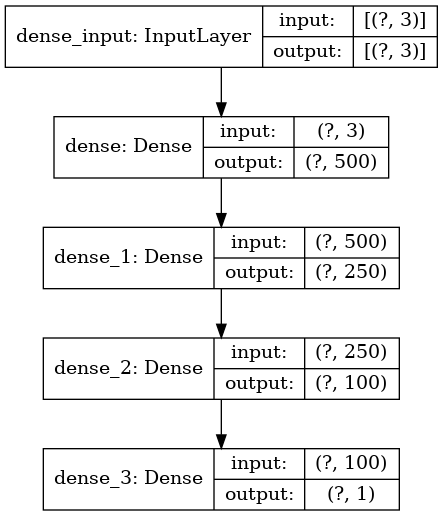 dense_input: InputLayer
input: [(?, 3)]
output: [(?, 3)]
dense: Dense
input: (?, 3)
output: (?, 500)
dense_1: Dense
input: (?, 500)
output: (?, 250)
dense_2: Dense
input: (?, 250)
output: (?, 100)
dense_3: Dense
input: (?, 100)
output: (?, 1)